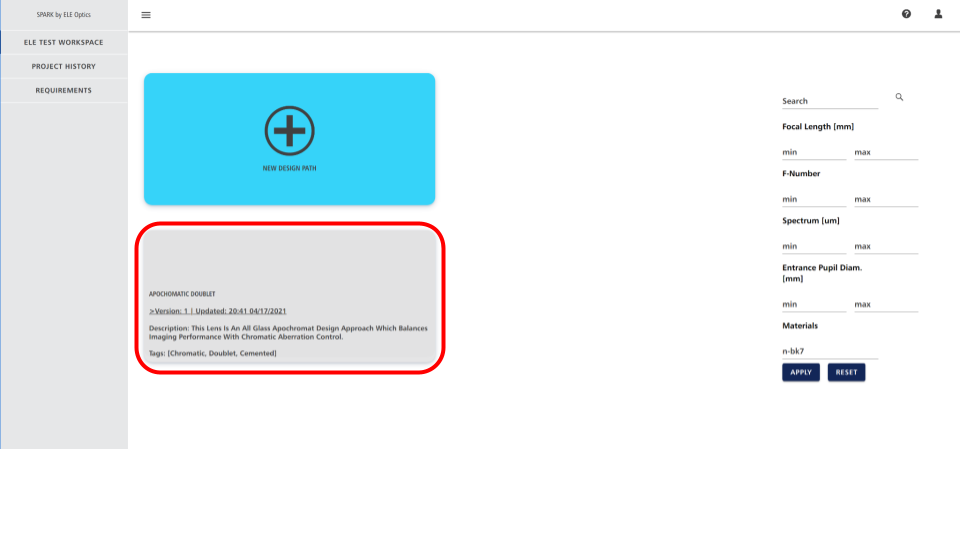 SPARK by ELE Optics
ELE TEST WORKSPACE
PROJECT HISTORY
REQUIREMENTS
NEW DESIGN PATH
APOCHOMATIC DOUBLET
>Version: 1 | Updated: 20:41 04/17/2021
Description: This Lens Is An All Glass Apochromat Design Approach Which Balances
Imaging Performance With Chromatic Aberration Control.
Tags: [Chromatic, Doublet, Cemented]
Search
Focal Length [mm]
min max
F-Number
min max
Spectrum [um]
min max
Entrance Pupil Diam.
[mm]
min max
Materials
n-bk7
APPLY RESET